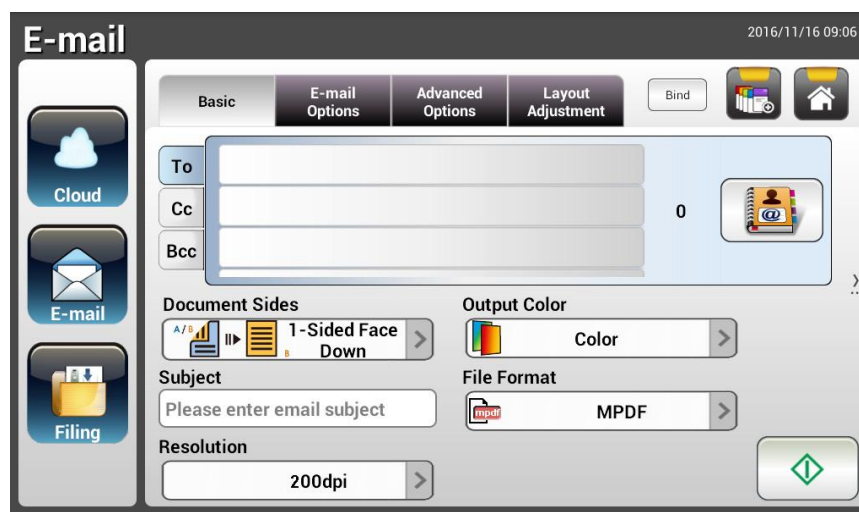 E-mail
2016/11/16 09:06
Basic
E-mail
Options
Advanced
Options
Layout
Adjustment
Bind
Cloud
E-mail
Filing
To
Cc
Bcc
0
@
Document Sides
Output Color
A/B
B
1-Sided Face
Down
Color
Subject
File Format
Please enter email subject
mpdf
MPDF
Resolution
200dpi